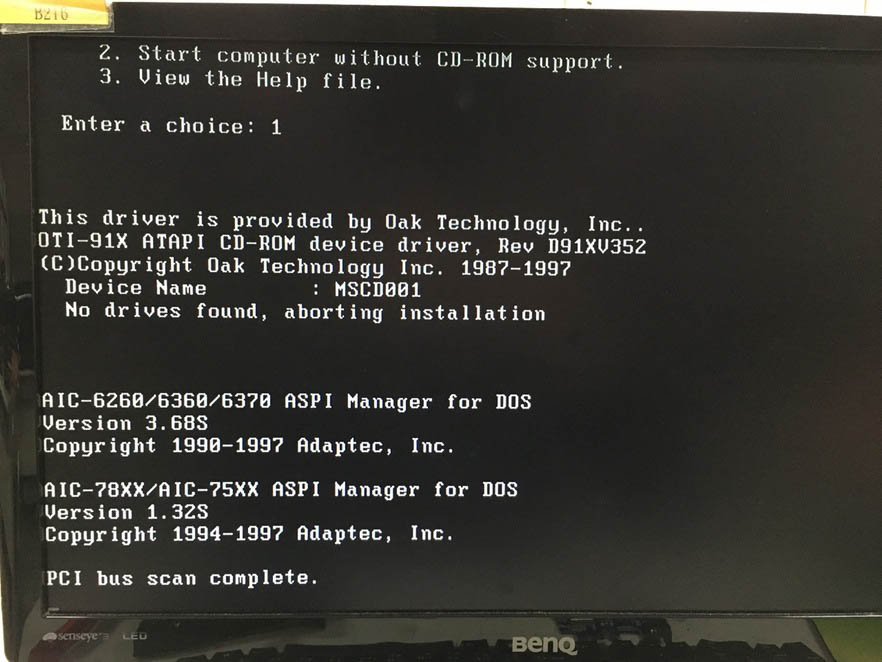 B216
2. Start computer without CD-ROM support.
3. View the Help file.
Enter a choice: 1
This driver is provided by Oak Technology, Inc..
OTI-91X ATAPI CD-ROM device driver, Rev D91XV352
(C)Copyright Oak Technology Inc. 1987-1997
Device Name : MSCD001
No drives found, aborting installation
AIC-6260/6360/6370 ASPI Manager for DOS
Version 3.68S
Copyright 1990-1997 Adaptec, Inc.
AIC-78XX/AIC-75XX ASPI Manager for DOS
Version 1.32S
Copyright 1994-1997 Adaptec, Inc.
PCI bus scan complete.
senseye3 LED
BenQ